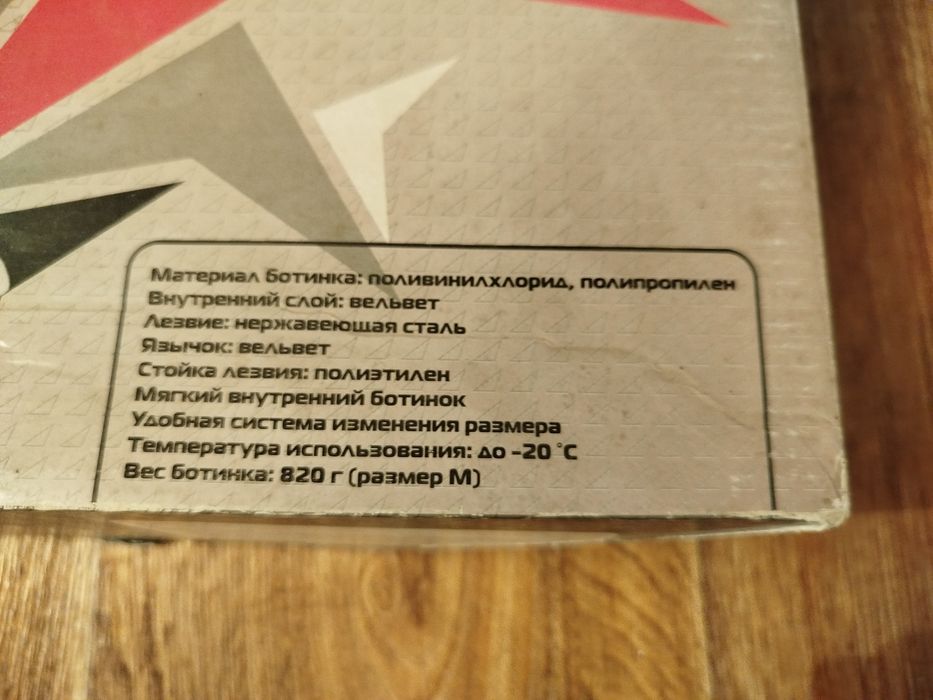 Материал ботинка: поливинилхлорид, полипропилен
Внутренний слой: вельвет
Лезвие: нержавеющая сталь
Язычок: вельвет
Стойка лезвия: полиэтилен
Мягкий внутренний ботинок
Удобная система изменения размера
Температура использования: до -20 °C
Вес ботинка: 820 г (размер M)